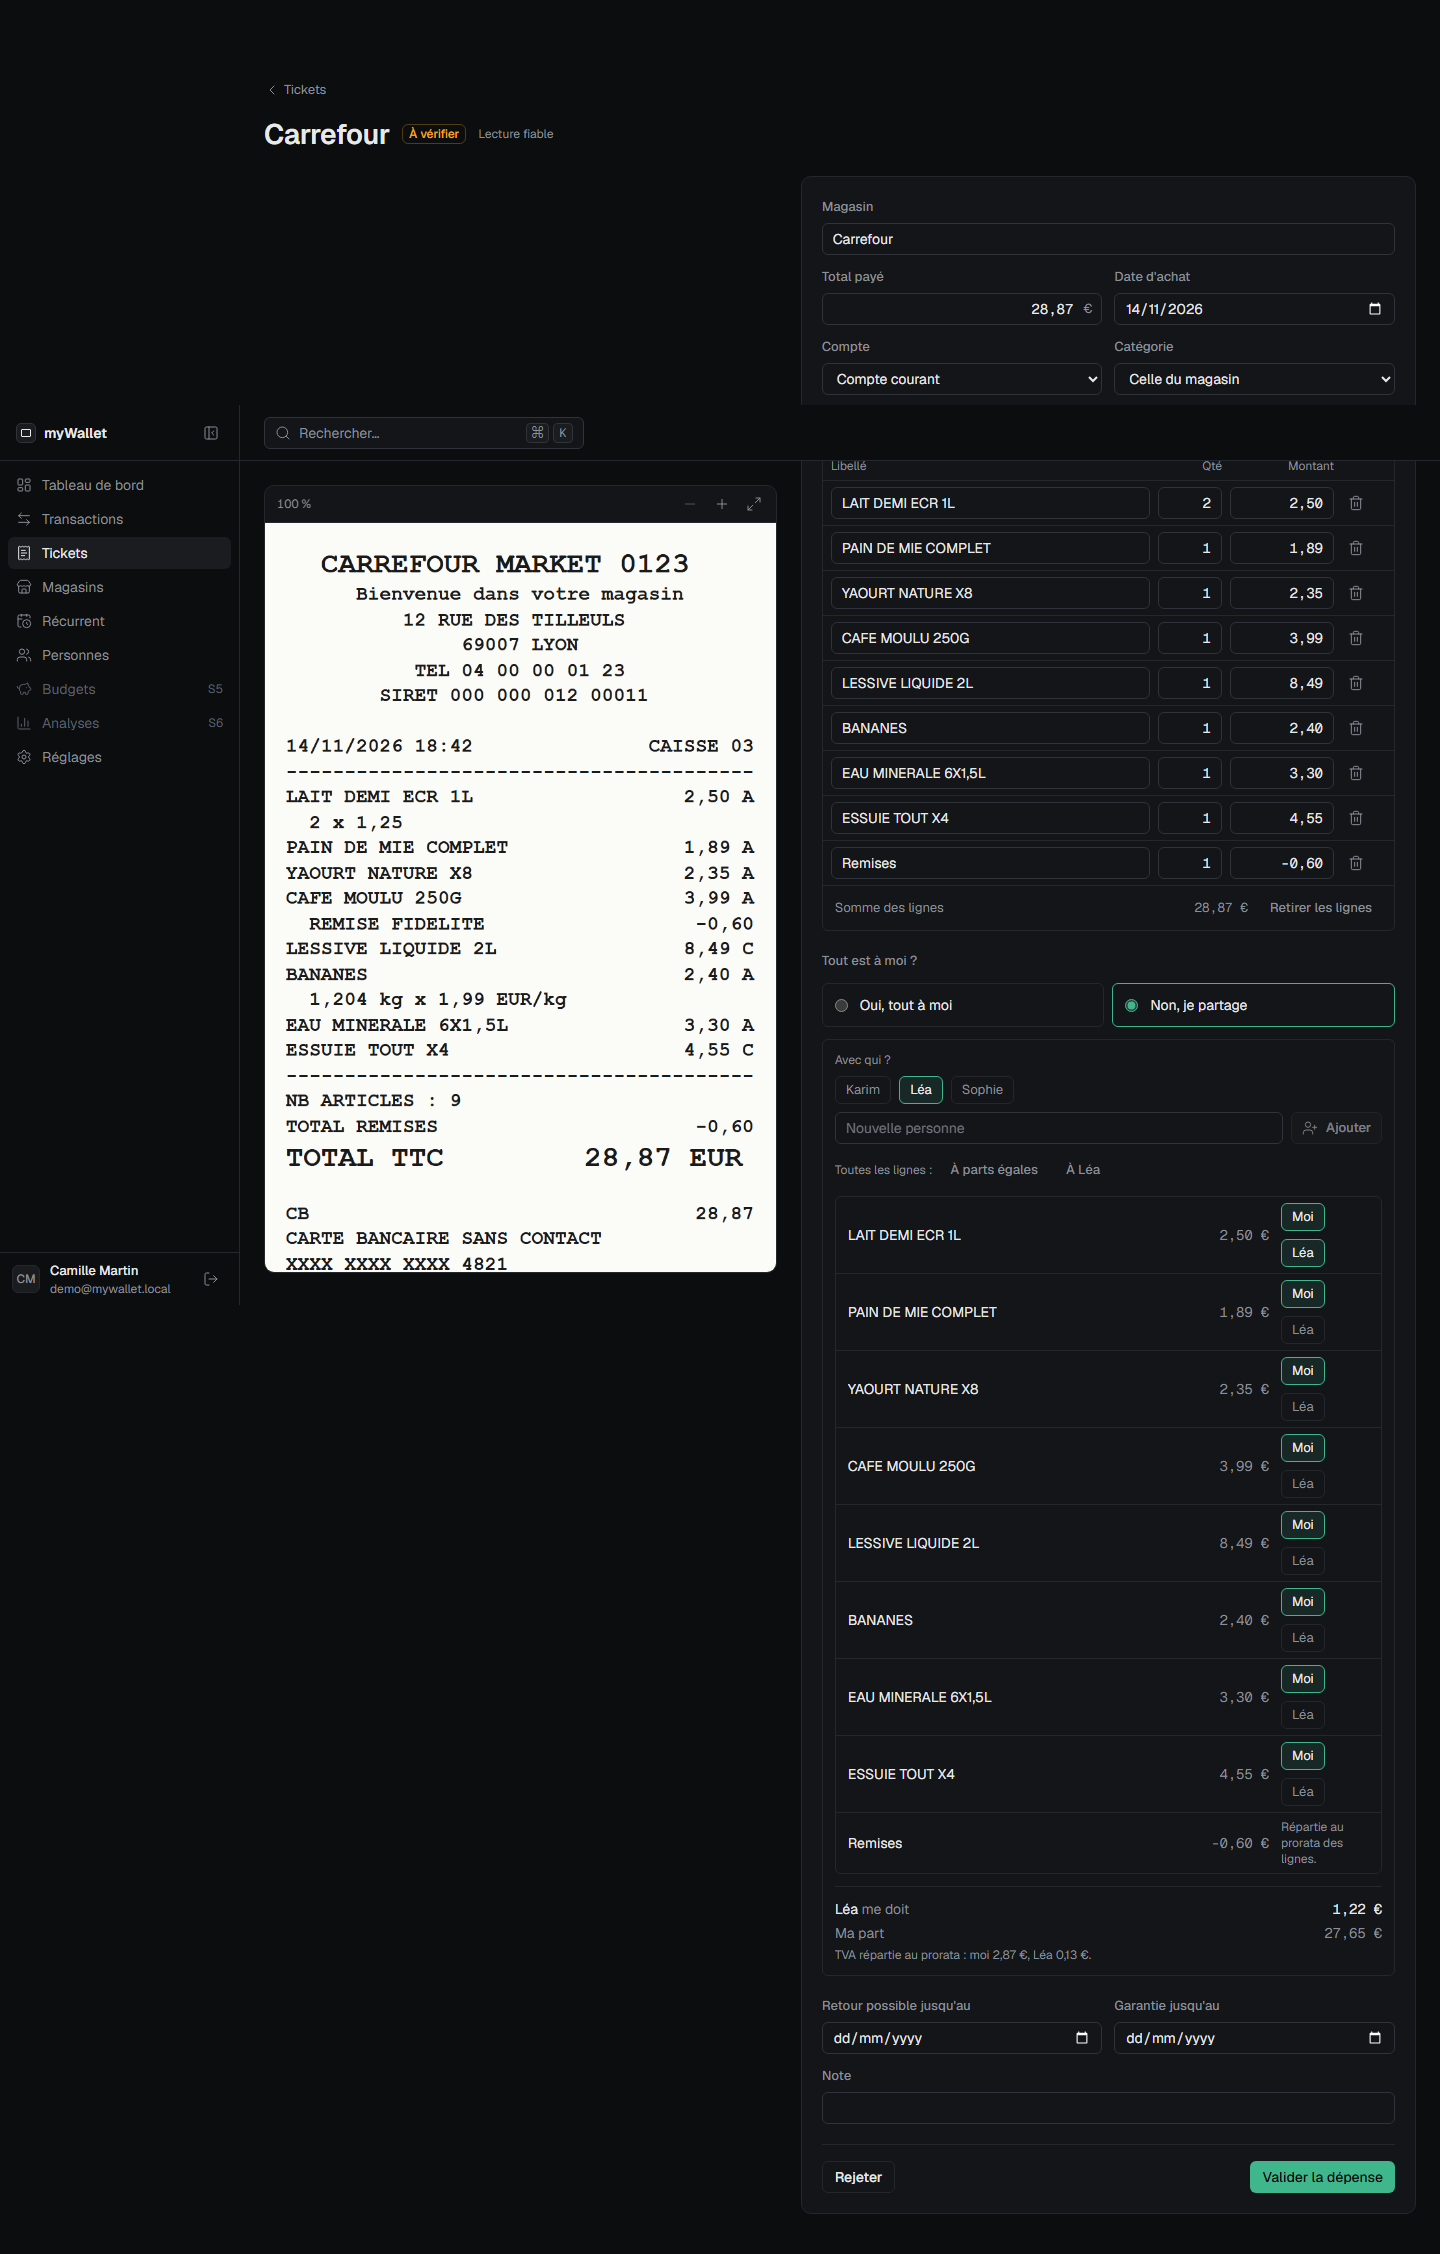 Tickets
Carrefour
À vérifier
Lecture fiable
Magasin
Carrefour
Total payé
Date d'achat
28,87 €
14/11/2026
Compte
Catégorie
Compte courant
Celle du magasin
myWallet
Rechercher…
⌘ K
Tableau de bord
Transactions
Tickets
Magasins
Récurrent
Personnes
Budgets S5
Analyses S6
Réglages
CM
Camille Martin
demo@mywallet.local
100 %
CARREFOUR MARKET 0123
Bienvenue dans votre magasin
12 RUE DES TILLEULS
69007 LYON
TEL 04 00 00 01 23
SIRET 000 000 012 00011
14/11/2026 18:42 CAISSE 03
----------------------------------------
LAIT DEMI ECR 1L 2,50 A
2 x 1,25
PAIN DE MIE COMPLET 1,89 A
YAOURT NATURE X8 2,35 A
CAFE MOULU 250G 3,99 A
REMISE FIDELITE -0,60
LESSIVE LIQUIDE 2L 8,49 C
BANANES 2,40 A
1,204 kg x 1,99 EUR/kg
EAU MINERALE 6X1,5L 3,30 A
ESSUIE TOUT X4 4,55 C
----------------------------------------
NB ARTICLES : 9
TOTAL REMISES -0,60
TOTAL TTC 28,87 EUR
CB 28,87
CARTE BANCAIRE SANS CONTACT
XXXX XXXX XXXX 4821
Libellé Qté Montant
LAIT DEMI ECR 1L 2 2,50
PAIN DE MIE COMPLET 1 1,89
YAOURT NATURE X8 1 2,35
CAFE MOULU 250G 1 3,99
LESSIVE LIQUIDE 2L 1 8,49
BANANES 1 2,40
EAU MINERALE 6X1,5L 1 3,30
ESSUIE TOUT X4 1 4,55
Remises 1 -0,60
Somme des lignes 28,87 € Retirer les lignes
Tout est à moi ?
Oui, tout à moi
Non, je partage
Avec qui ?
Karim Léa Sophie
Nouvelle personne
Ajouter
Toutes les lignes : À parts égales À Léa
LAIT DEMI ECR 1L 2,50 €
Moi
Léa
PAIN DE MIE COMPLET 1,89 €
Moi
Léa
YAOURT NATURE X8 2,35 €
Moi
Léa
CAFE MOULU 250G 3,99 €
Moi
Léa
LESSIVE LIQUIDE 2L 8,49 €
Moi
Léa
BANANES 2,40 €
Moi
Léa
EAU MINERALE 6X1,5L 3,30 €
Moi
Léa
ESSUIE TOUT X4 4,55 €
Moi
Léa
Remises -0,60 €
Répartie au
prorata des
lignes.
Léa me doit 1,22 €
Ma part 27,65 €
TVA répartie au prorata : moi 2,87 €, Léa 0,13 €.
Retour possible jusqu'au
Garantie jusqu'au
dd/mm/yyyy
dd/mm/yyyy
Note
Rejeter
Valider la dépense